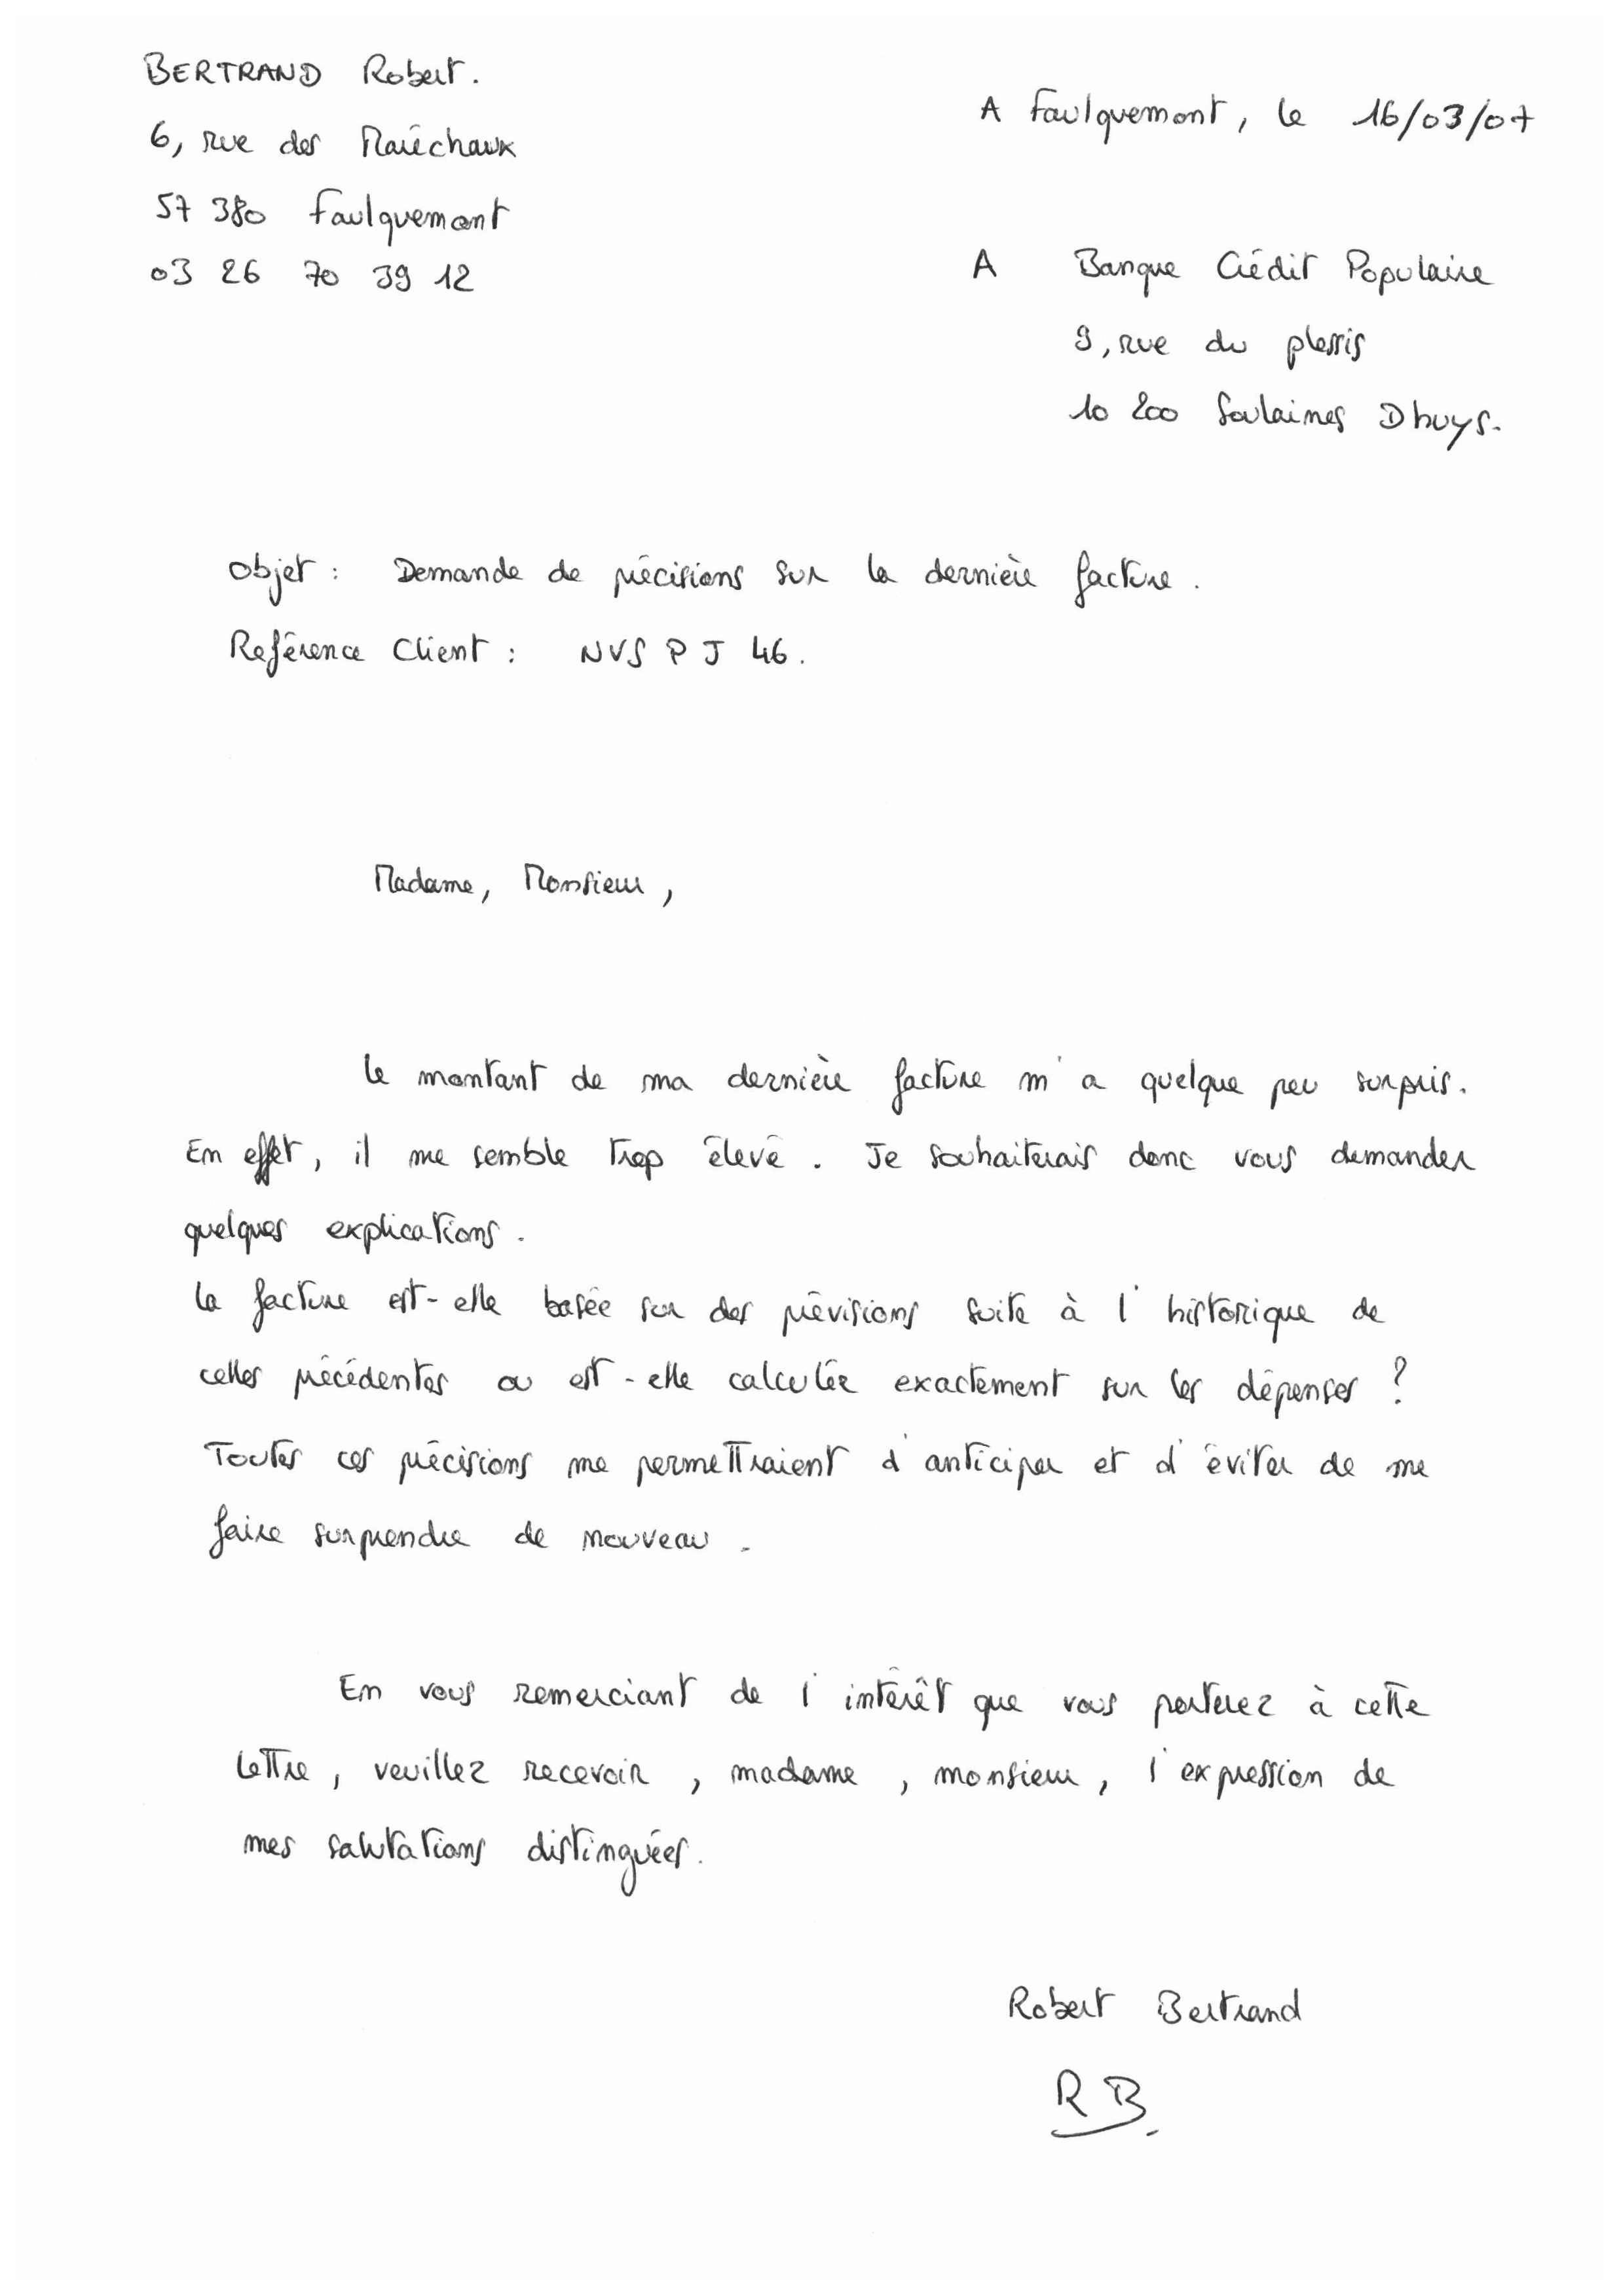 BERTRAND Robert.
6, rue des Maréchaux
57 380 Faulquemont
03 26 70 39 12
A Faulquemont, le 16/03/07
A Banque Crédit Populaire
9, rue du plessis
10 200 Soulaines Dhuys.
Objet : Demande de précisions sur la dernière facture.
Référence Client : NVS P J 46.
Madame, Monsieur,
Le montant de ma dernière facture m'a quelque peu surpris.
En effet, il me semble trop élevé. Je souhaiterais donc vous demander
quelques explications.
La facture est-elle basée sur des prévisions suite à l'historique de
celles précédentes ou est-elle calculée exactement sur les dépenses ?
Toutes ces précisions me permettraient d'anticiper et d'éviter de me
faire surprendre de nouveau.
En vous remerciant de l'intérêt que vous porterez à cette
lettre, veuillez recevoir, madame, monsieur, l'expression de
mes salutations distinguées.
Robert Bertrand
R B.